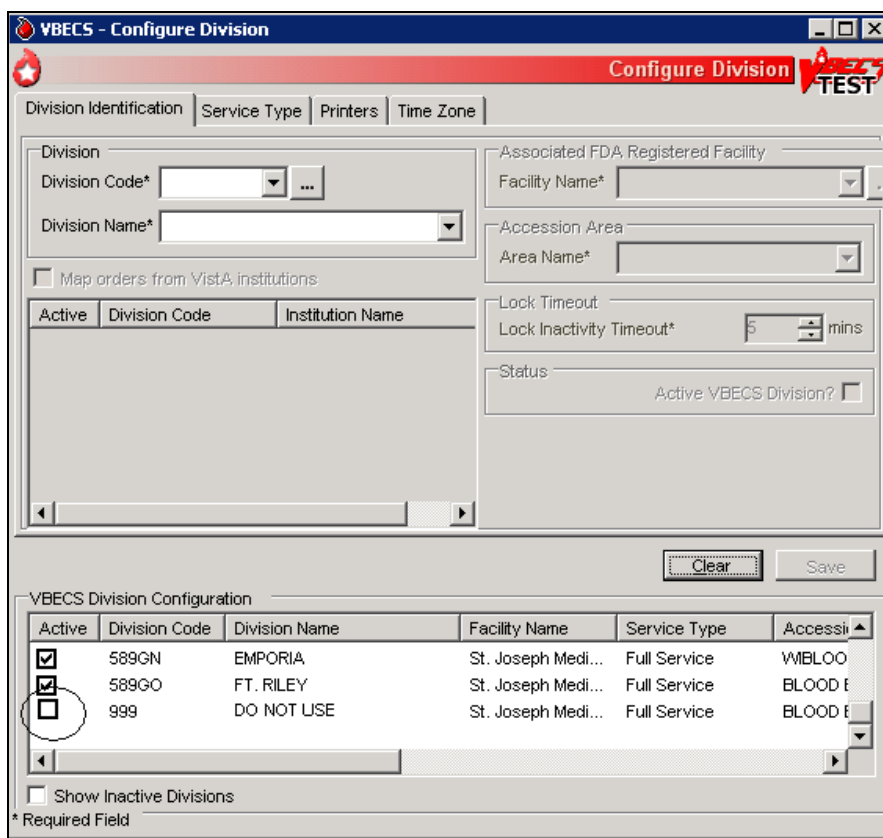 VBECS - Configure Division
Configure Division
VBECS
TEST
Division Identification Service Type Printers Time Zone
Division
Division Code* ...
Division Name*
Map orders from VistA institutions
Active Division Code Institution Name
Associated FDA Registered Facility
Facility Name*
Accession Area
Area Name*
Lock Timeout
Lock Inactivity Timeout* 5 mins
Status
Active VBECS Division?
Clear Save
VBECS Division Configuration
Active Division Code Division Name Facility Name Service Type Accessi
589GN EMPORIA St. Joseph Medi... Full Service WIBLOO
589GO FT. RILEY St. Joseph Medi... Full Service BLOOD
999 DO NOT USE St. Joseph Medi... Full Service BLOOD
Show Inactive Divisions
* Required Field